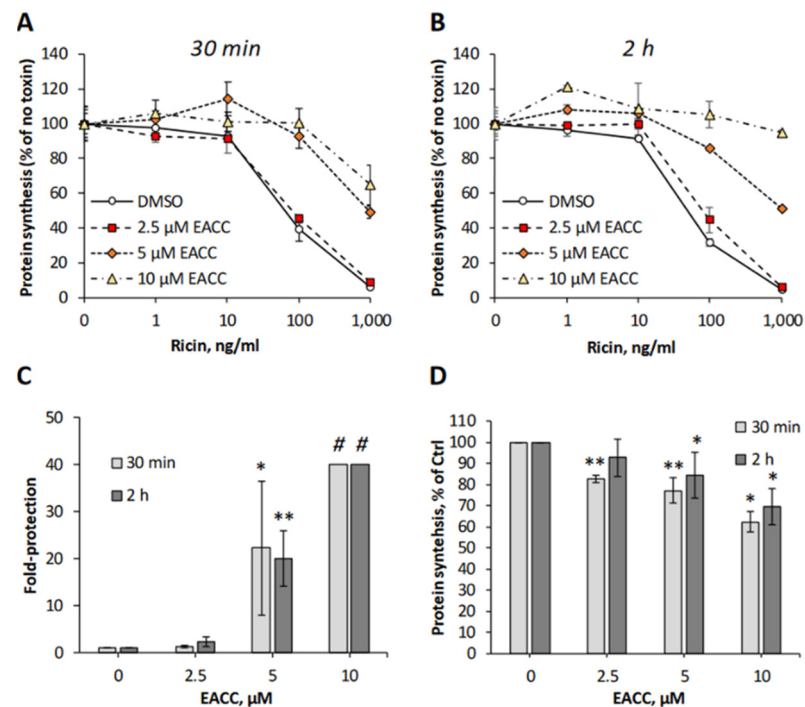 A
30 min
Protein synthesis (% of no toxin)
140
120
100
80
60
40
20
0
DMSO
2.5 µM EACC
5 µM EACC
10 µM EACC
0 1 10 100 1,000
Ricin, ng/ml
B
2 h
Protein synthesis (% of no toxin)
140
120
100
80
60
40
20
0
DMSO
2.5 µM EACC
5 µM EACC
10 µM EACC
0 1 10 100 1,000
Ricin, ng/ml
C
Fold-protection
50
40
30
20
10
0
30 min
2 h
*
**
# #
0 2.5 5 10
EACC, µM
D
Protein syntehsis, % of Ctrl
110
100
90
80
70
60
50
40
30
20
10
0
30 min
2 h
**
** *
* *
0 2.5 5 10
EACC, µM